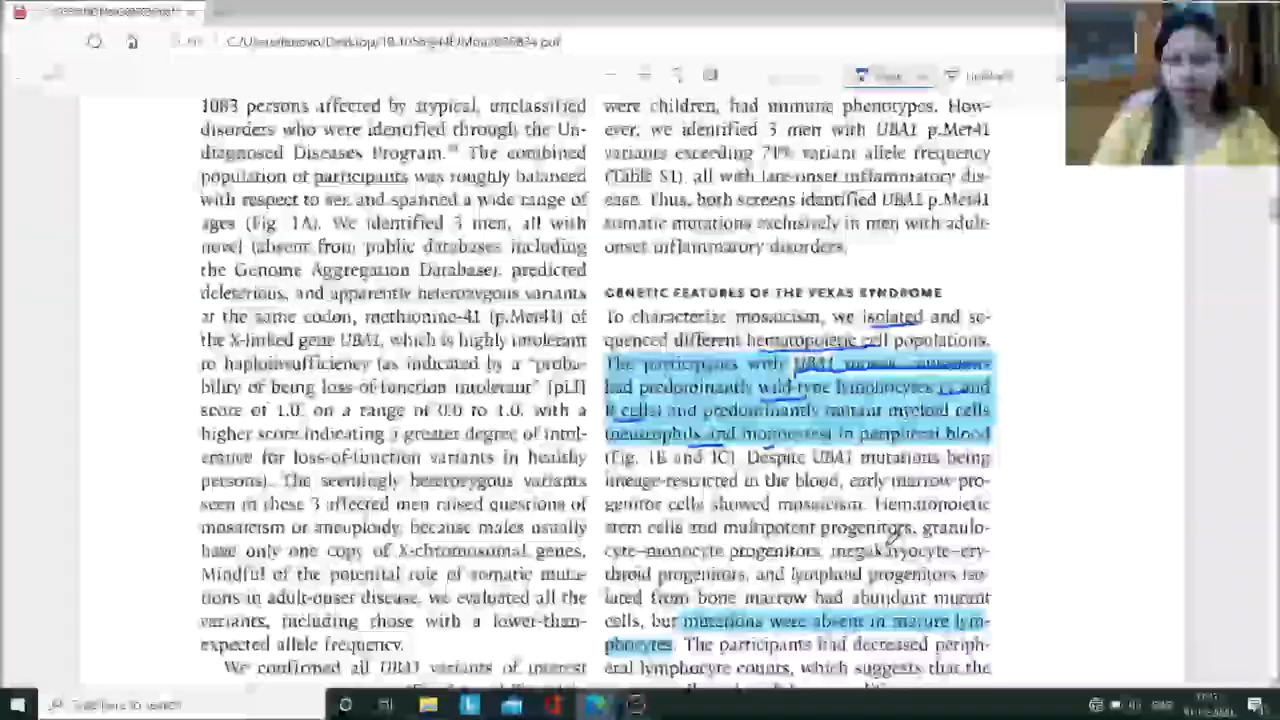 1083 persons affected by atypical, unclassified
disorders who were identified through the Un-
diagnosed Diseases Program. The combined
population of participants was roughly balanced
with respect to sex and spanned a wide range of
ages (Fig. 1A). We identified 3 men, all with
novel (absent from public databases including
the Genome Aggregation Database), predicted
deleterious, and apparently heterozygous variants
at the same codon, methionine-41 (p.Met41) of
the X-linked gene UBA1, which is highly intolerant
to haploinsufficiency (as indicated by a “proba-
bility of being loss-of-function intolerant” [pLI]
score of 1.0, on a range of 0.0 to 1.0, with a
higher score indicating a greater degree of intol-
erance for loss-of-function variants in healthy
persons). The seemingly heterozygous variants
seen in these 3 affected men raised questions of
mosaicism or aneuploidy, because males usually
have only one copy of X-chromosomal genes.
Mindful of the potential role of somatic muta-
tions in adult-onset disease, we evaluated all the
variants, including those with a lower-than-
expected allele frequency.
We confirmed all UBA1 variants of interest
were children, had immune phenotypes. How-
ever, we identified 3 men with UBA1 p.Met41
variants exceeding variant allele frequency
(Table S1), all with late-onset inflammatory dis-
ease. Thus, both screens identified UBA1 p.Met41
somatic mutations exclusively in men with adult-
onset inflammatory disorders.
GENETIC FEATURES OF THE VEXAS SYNDROME
To characterize mosaicism, we isolated and se-
quenced different hematopoietic cell populations.
The participants with UBA1
had predominantly wild-type lymphocytes and
B cells) and predominantly mutant myeloid cells
(neutrophils and monocytes) in peripheral blood
(Fig. 1B and 1C). Despite UBA1 mutations being
lineage-restricted in the blood, early marrow pro-
genitor cells showed mosaicism. Hematopoietic
stem cells and multipotent progenitors, granulo-
cyte–monocyte progenitors, megakaryocyte–ery-
throid progenitors, and lymphoid progenitors iso-
lated from bone marrow had abundant mutant
cells, but mutations were absent in mature lym-
phocytes. The participants had decreased periph-
eral lymphocyte counts, which suggests that the